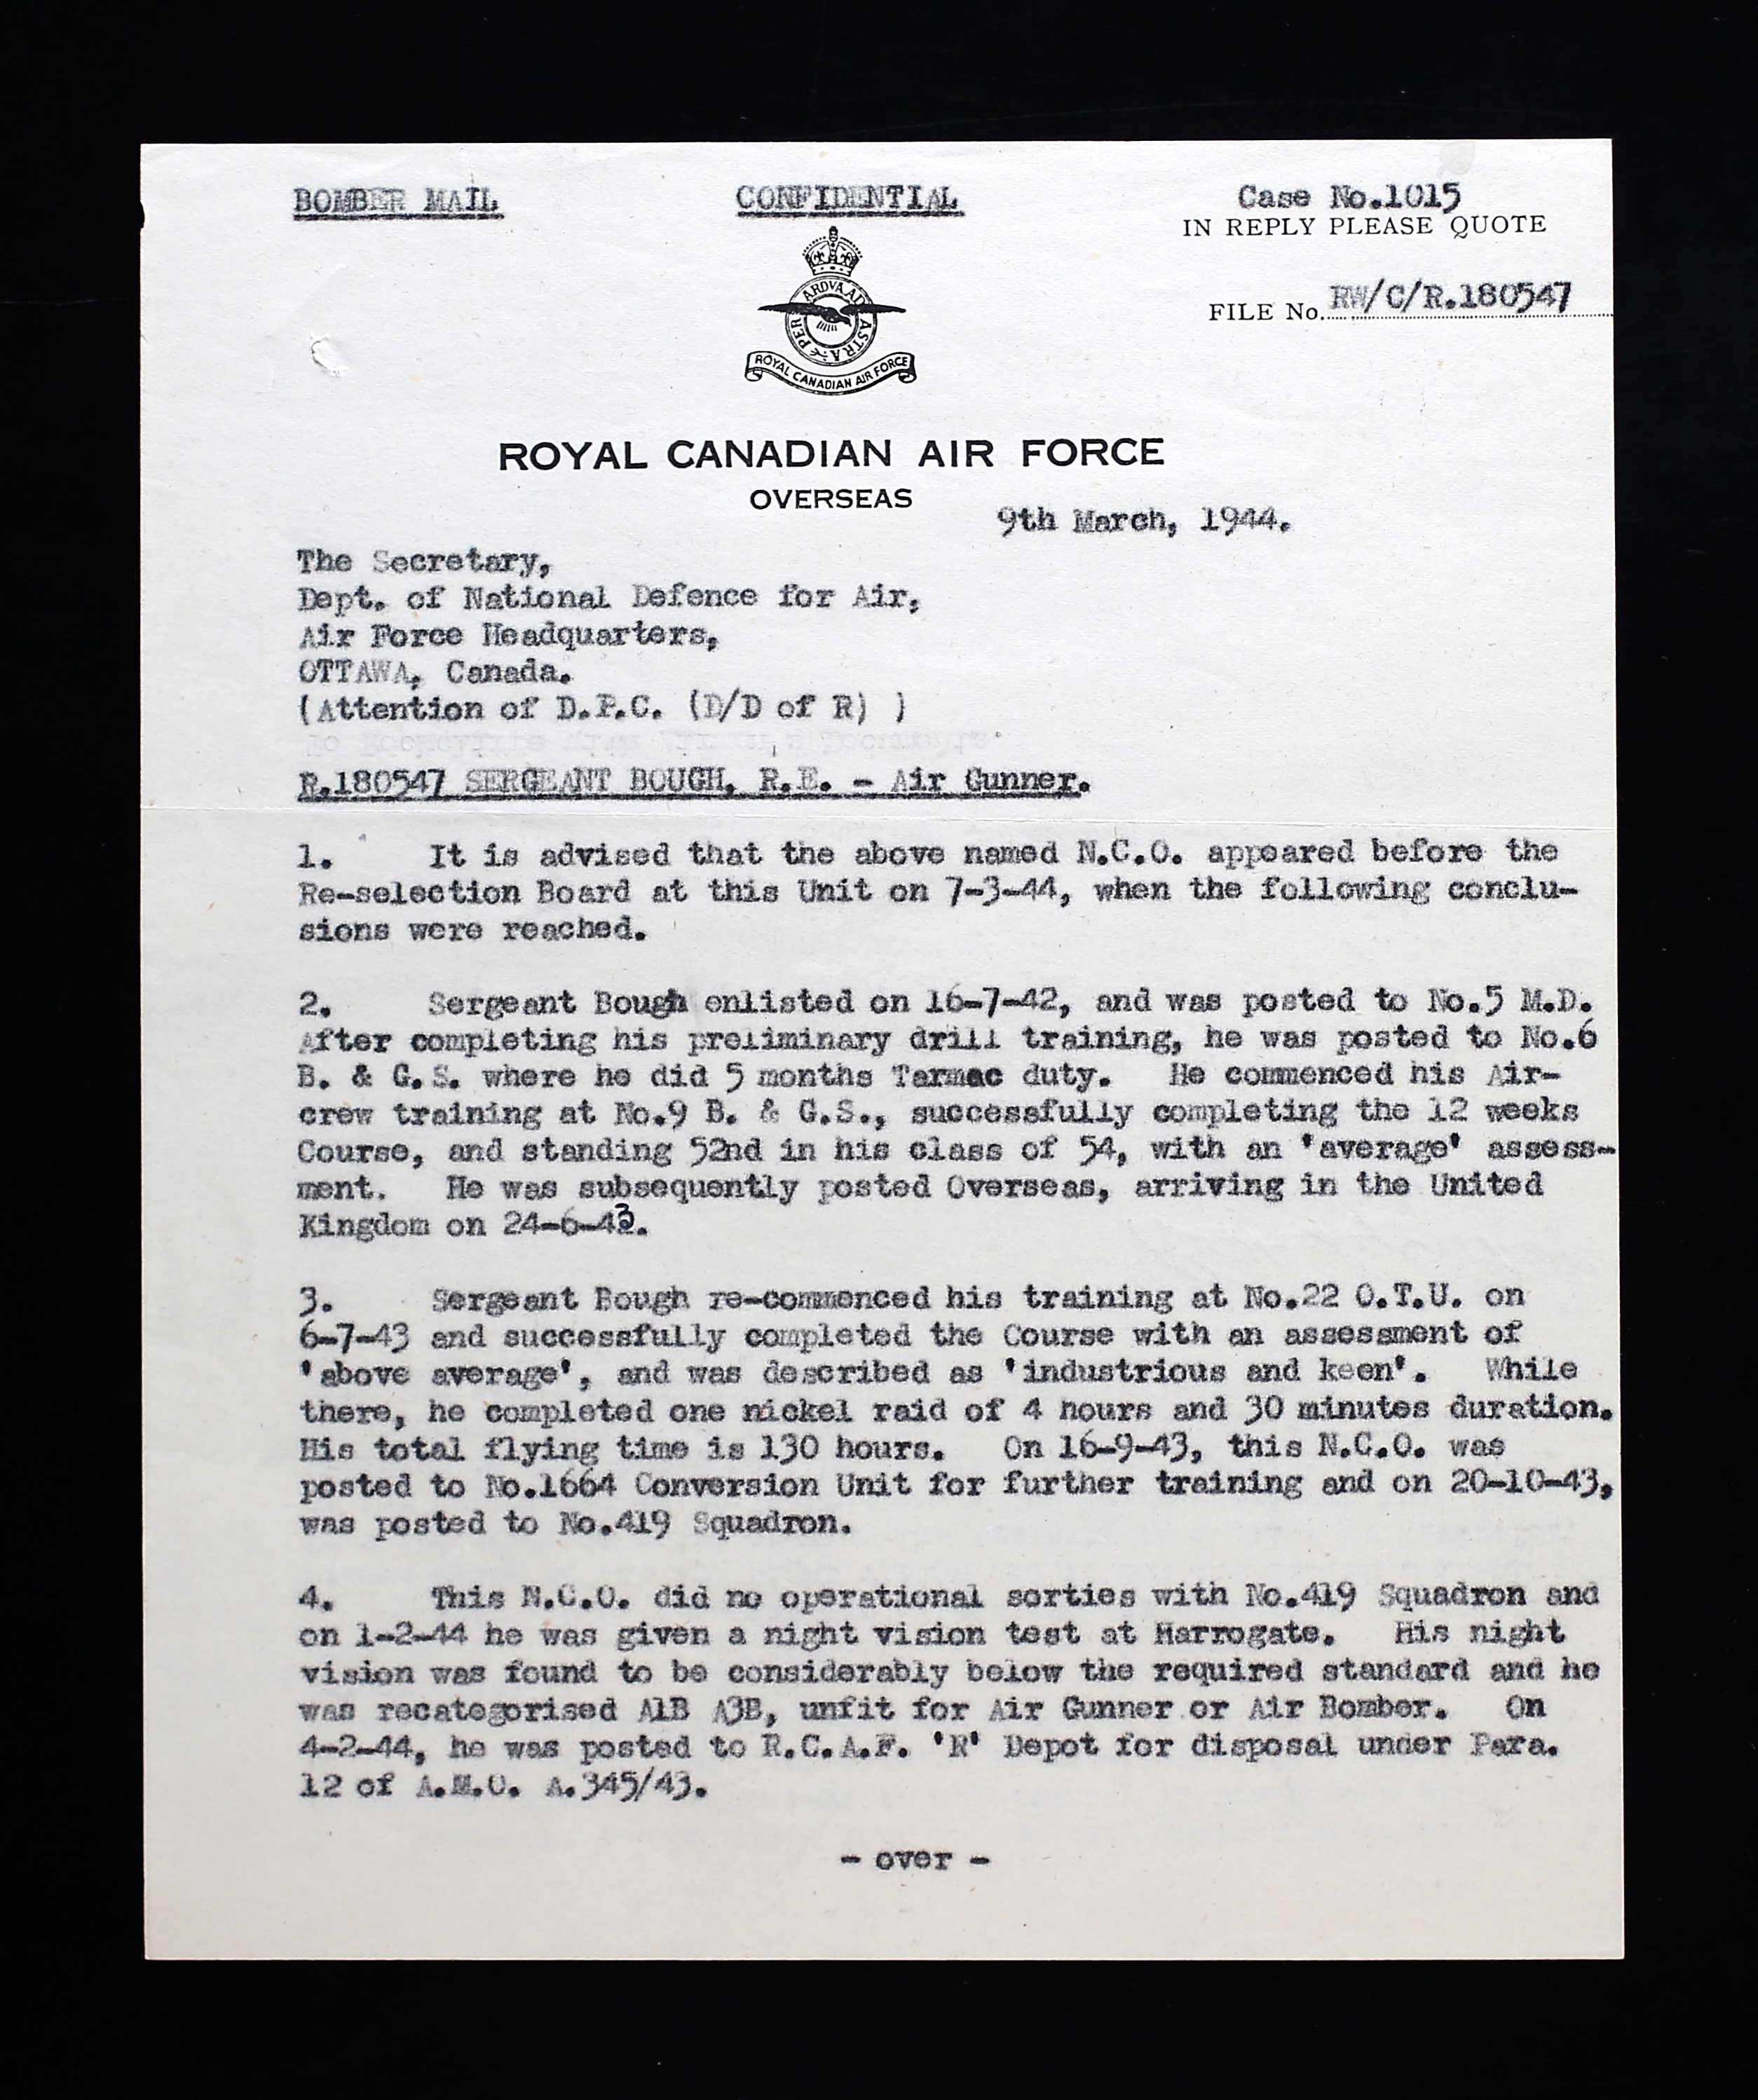 BOMBER MAIL
CONFIDENTIAL
Case No.1015
IN REPLY PLEASE QUOTE
FILE No. RW/C/R.180547
PER ARDVA AD ASTRA
ROYAL CANADIAN AIR FORCE
ROYAL CANADIAN AIR FORCE
OVERSEAS
9th March, 1944.
The Secretary,
Dept. of National Defence for Air,
Air Force Headquarters,
OTTAWA, Canada.
(Attention of D.P.C. (D/D of R) )
R.180547 SERGEANT BOUGH, R.E. - Air Gunner.
1. It is advised that the above named N.C.O. appeared before the
Re-selection Board at this Unit on 7-3-44, when the following conclu-
sions were reached.
2. Sergeant Bough enlisted on 16-7-42, and was posted to No.5 M.D.
After completing his preliminary drill training, he was posted to No.6
B. & G.S. where he did 5 months Tarmac duty. He commenced his Air-
crew training at No.9 B. & G.S., successfully completing the 12 weeks
Course, and standing 52nd in his class of 54, with an 'average' assess-
ment. He was subsequently posted Overseas, arriving in the United
Kingdom on 24-6-43.
3. Sergeant Bough re-commenced his training at No.22 O.T.U. on
6-7-43 and successfully completed the Course with an assessment of
'above average', and was described as 'industrious and keen'. While
there, he completed one nickel raid of 4 hours and 30 minutes duration.
His total flying time is 130 hours. On 16-9-43, this N.C.O. was
posted to No.1664 Conversion Unit for further training and on 20-10-43,
was posted to No.419 Squadron.
4. This N.C.O. did no operational sorties with No.419 Squadron and
on 1-2-44 he was given a night vision test at Harrogate. His night
vision was found to be considerably below the required standard and he
was recategorised A1B A3B, unfit for Air Gunner or Air Bomber. On
4-2-44, he was posted to R.C.A.F. 'R' Depot for disposal under Para.
12 of A.M.O. A.345/43.
- over -